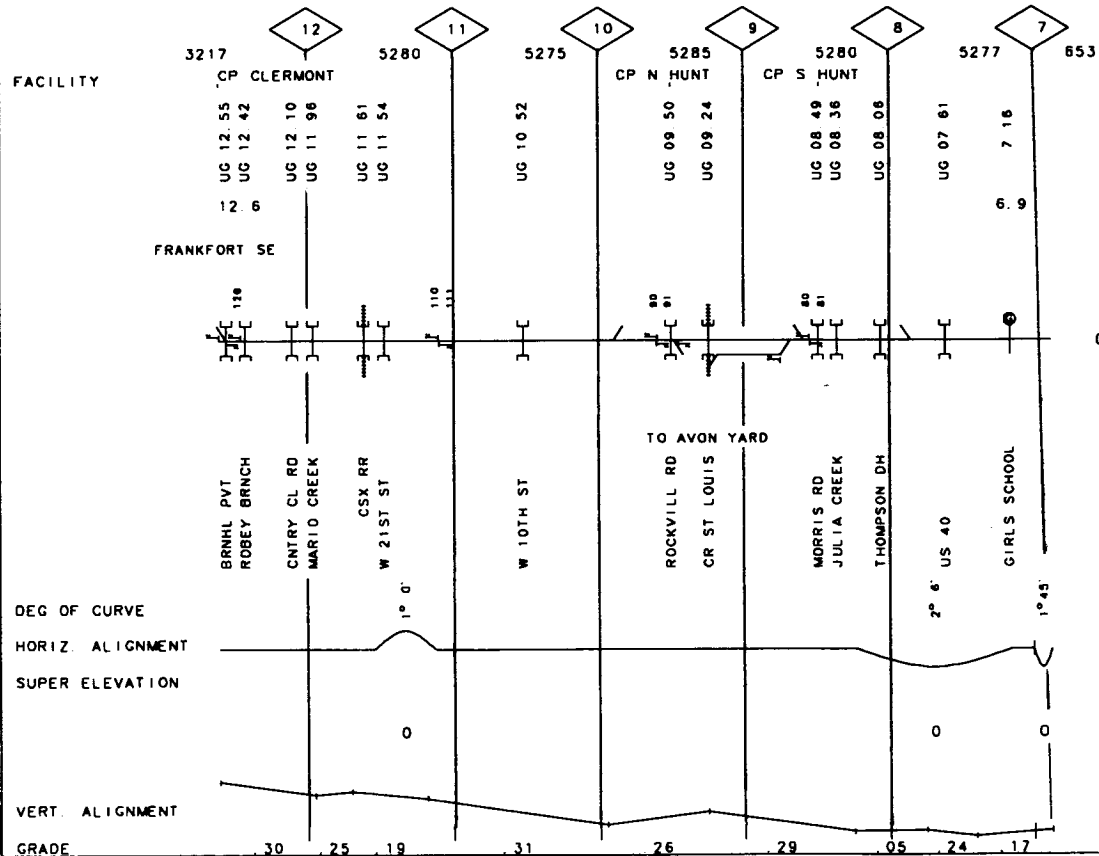 12 11 10 9 8 7
3217 5280 5275 5285 5280 5277 653
FACILITY CP CLERMONT CP N HUNT CP S HUNT
UG 12.55
UG 12 42
UG 12 10
UG 11 96
UG 11 61
UG 11 54
UG 10 52
UG 09 50
UG 09 24
UG 08 49
UG 08 36
UG 08 06
UG 07 61
7 16
12.6 6.9
FRANKFORT SE
110
111
90
91
80
81
TO AVON YARD
BRNHL PVT
ROBEY BRNCH
CNTRY CL RD
MARIO CREEK
CSX RR
W 21ST ST
W 10TH ST
ROCKVILL RD
CR ST LOUIS
MORRIS RD
JULIA CREEK
THOMPSON DH
US 40
GIRLS SCHOOL
DEG OF CURVE 1° 0' 2° 6' 1° 45'
HORIZ. ALIGNMENT
SUPER ELEVATION
0 0 0
VERT. ALIGNMENT
GRADE .30 .25 .19 .31 .26 .29 .05 .24 .17